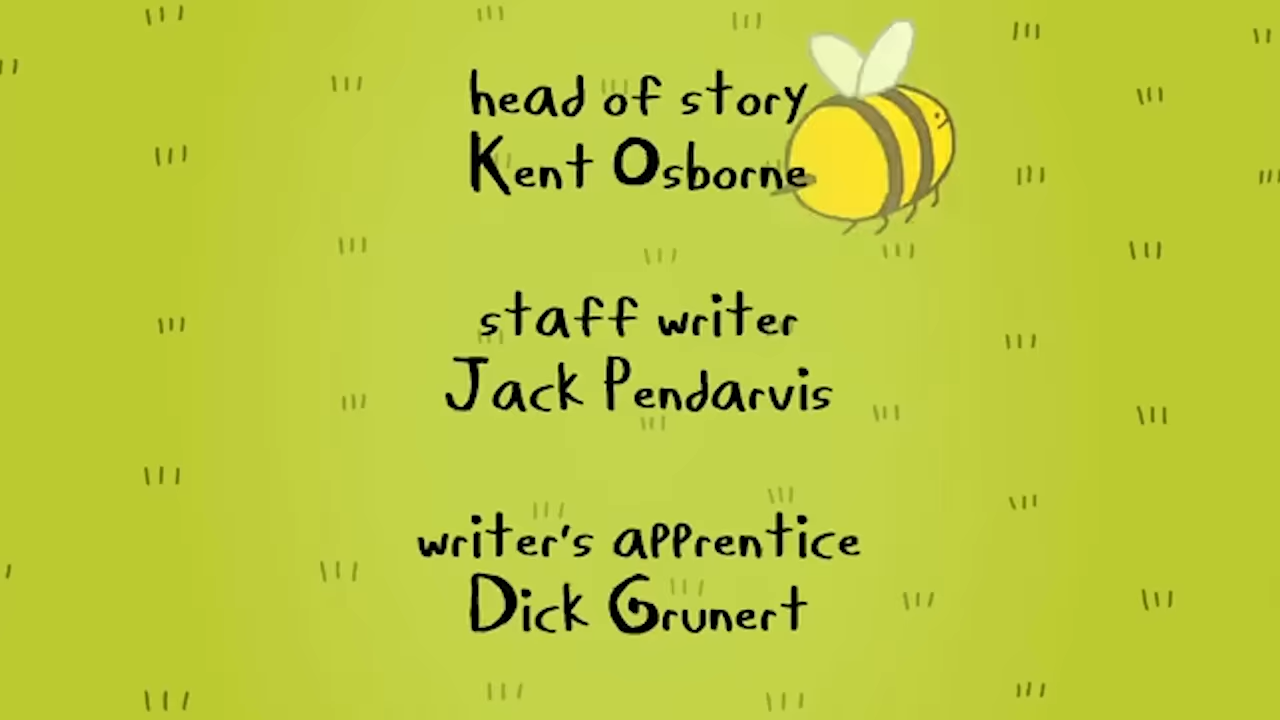 head of story
Kent Osborne
staff writer
Jack Pendarvis
writer's apprentice
Dick Grunert